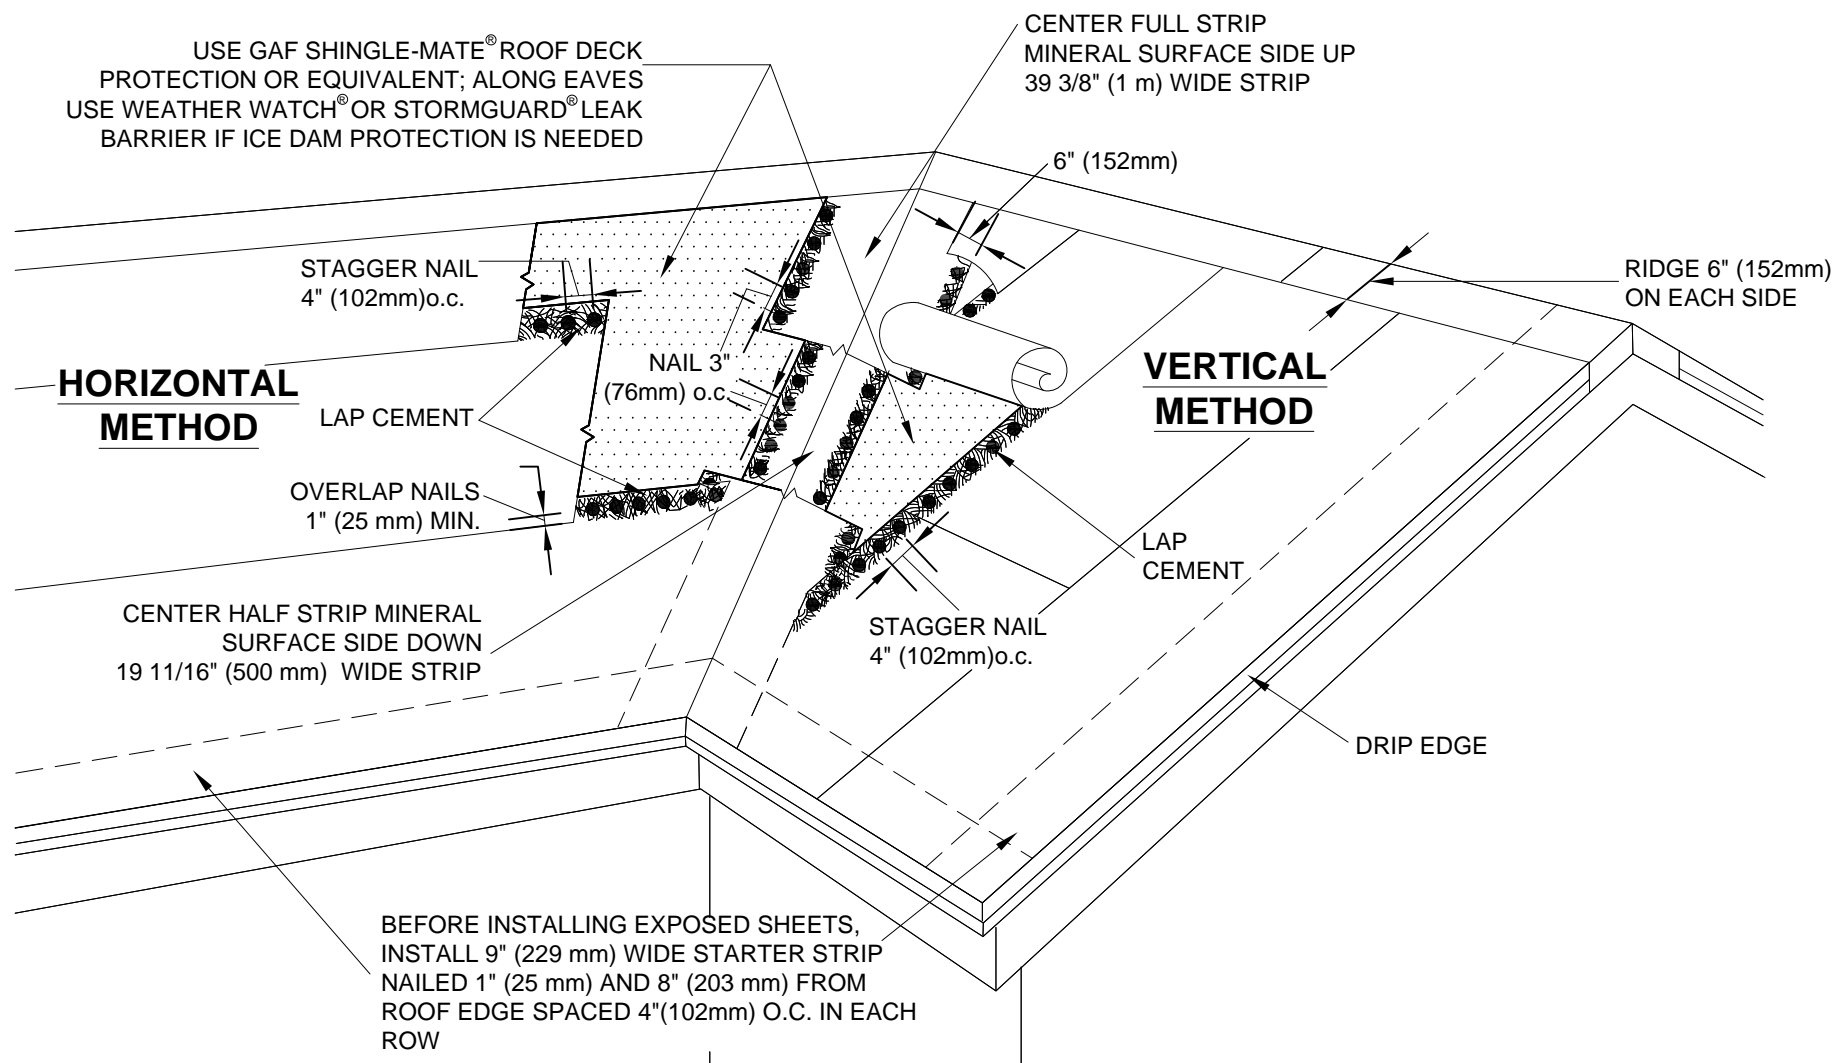 USE GAF SHINGLE-MATE® ROOF DECK
PROTECTION OR EQUIVALENT; ALONG EAVES
USE WEATHER WATCH® OR STORMGUARD® LEAK
BARRIER IF ICE DAM PROTECTION IS NEEDED
CENTER FULL STRIP
MINERAL SURFACE SIDE UP
39 3/8" (1 m) WIDE STRIP
6" (152mm)
STAGGER NAIL
4" (102mm)o.c.
RIDGE 6" (152mm)
ON EACH SIDE
NAIL 3"
(76mm) o.c.
HORIZONTAL
METHOD
VERTICAL
METHOD
LAP CEMENT
OVERLAP NAILS
1" (25 mm) MIN.
LAP
CEMENT
CENTER HALF STRIP MINERAL
SURFACE SIDE DOWN
19 11/16" (500 mm)  WIDE STRIP
STAGGER NAIL
4" (102mm)o.c.
DRIP EDGE
BEFORE INSTALLING EXPOSED SHEETS,
INSTALL 9" (229 mm) WIDE STARTER STRIP
NAILED 1" (25 mm) AND 8" (203 mm) FROM
ROOF EDGE SPACED 4"(102mm) O.C. IN EACH
ROW